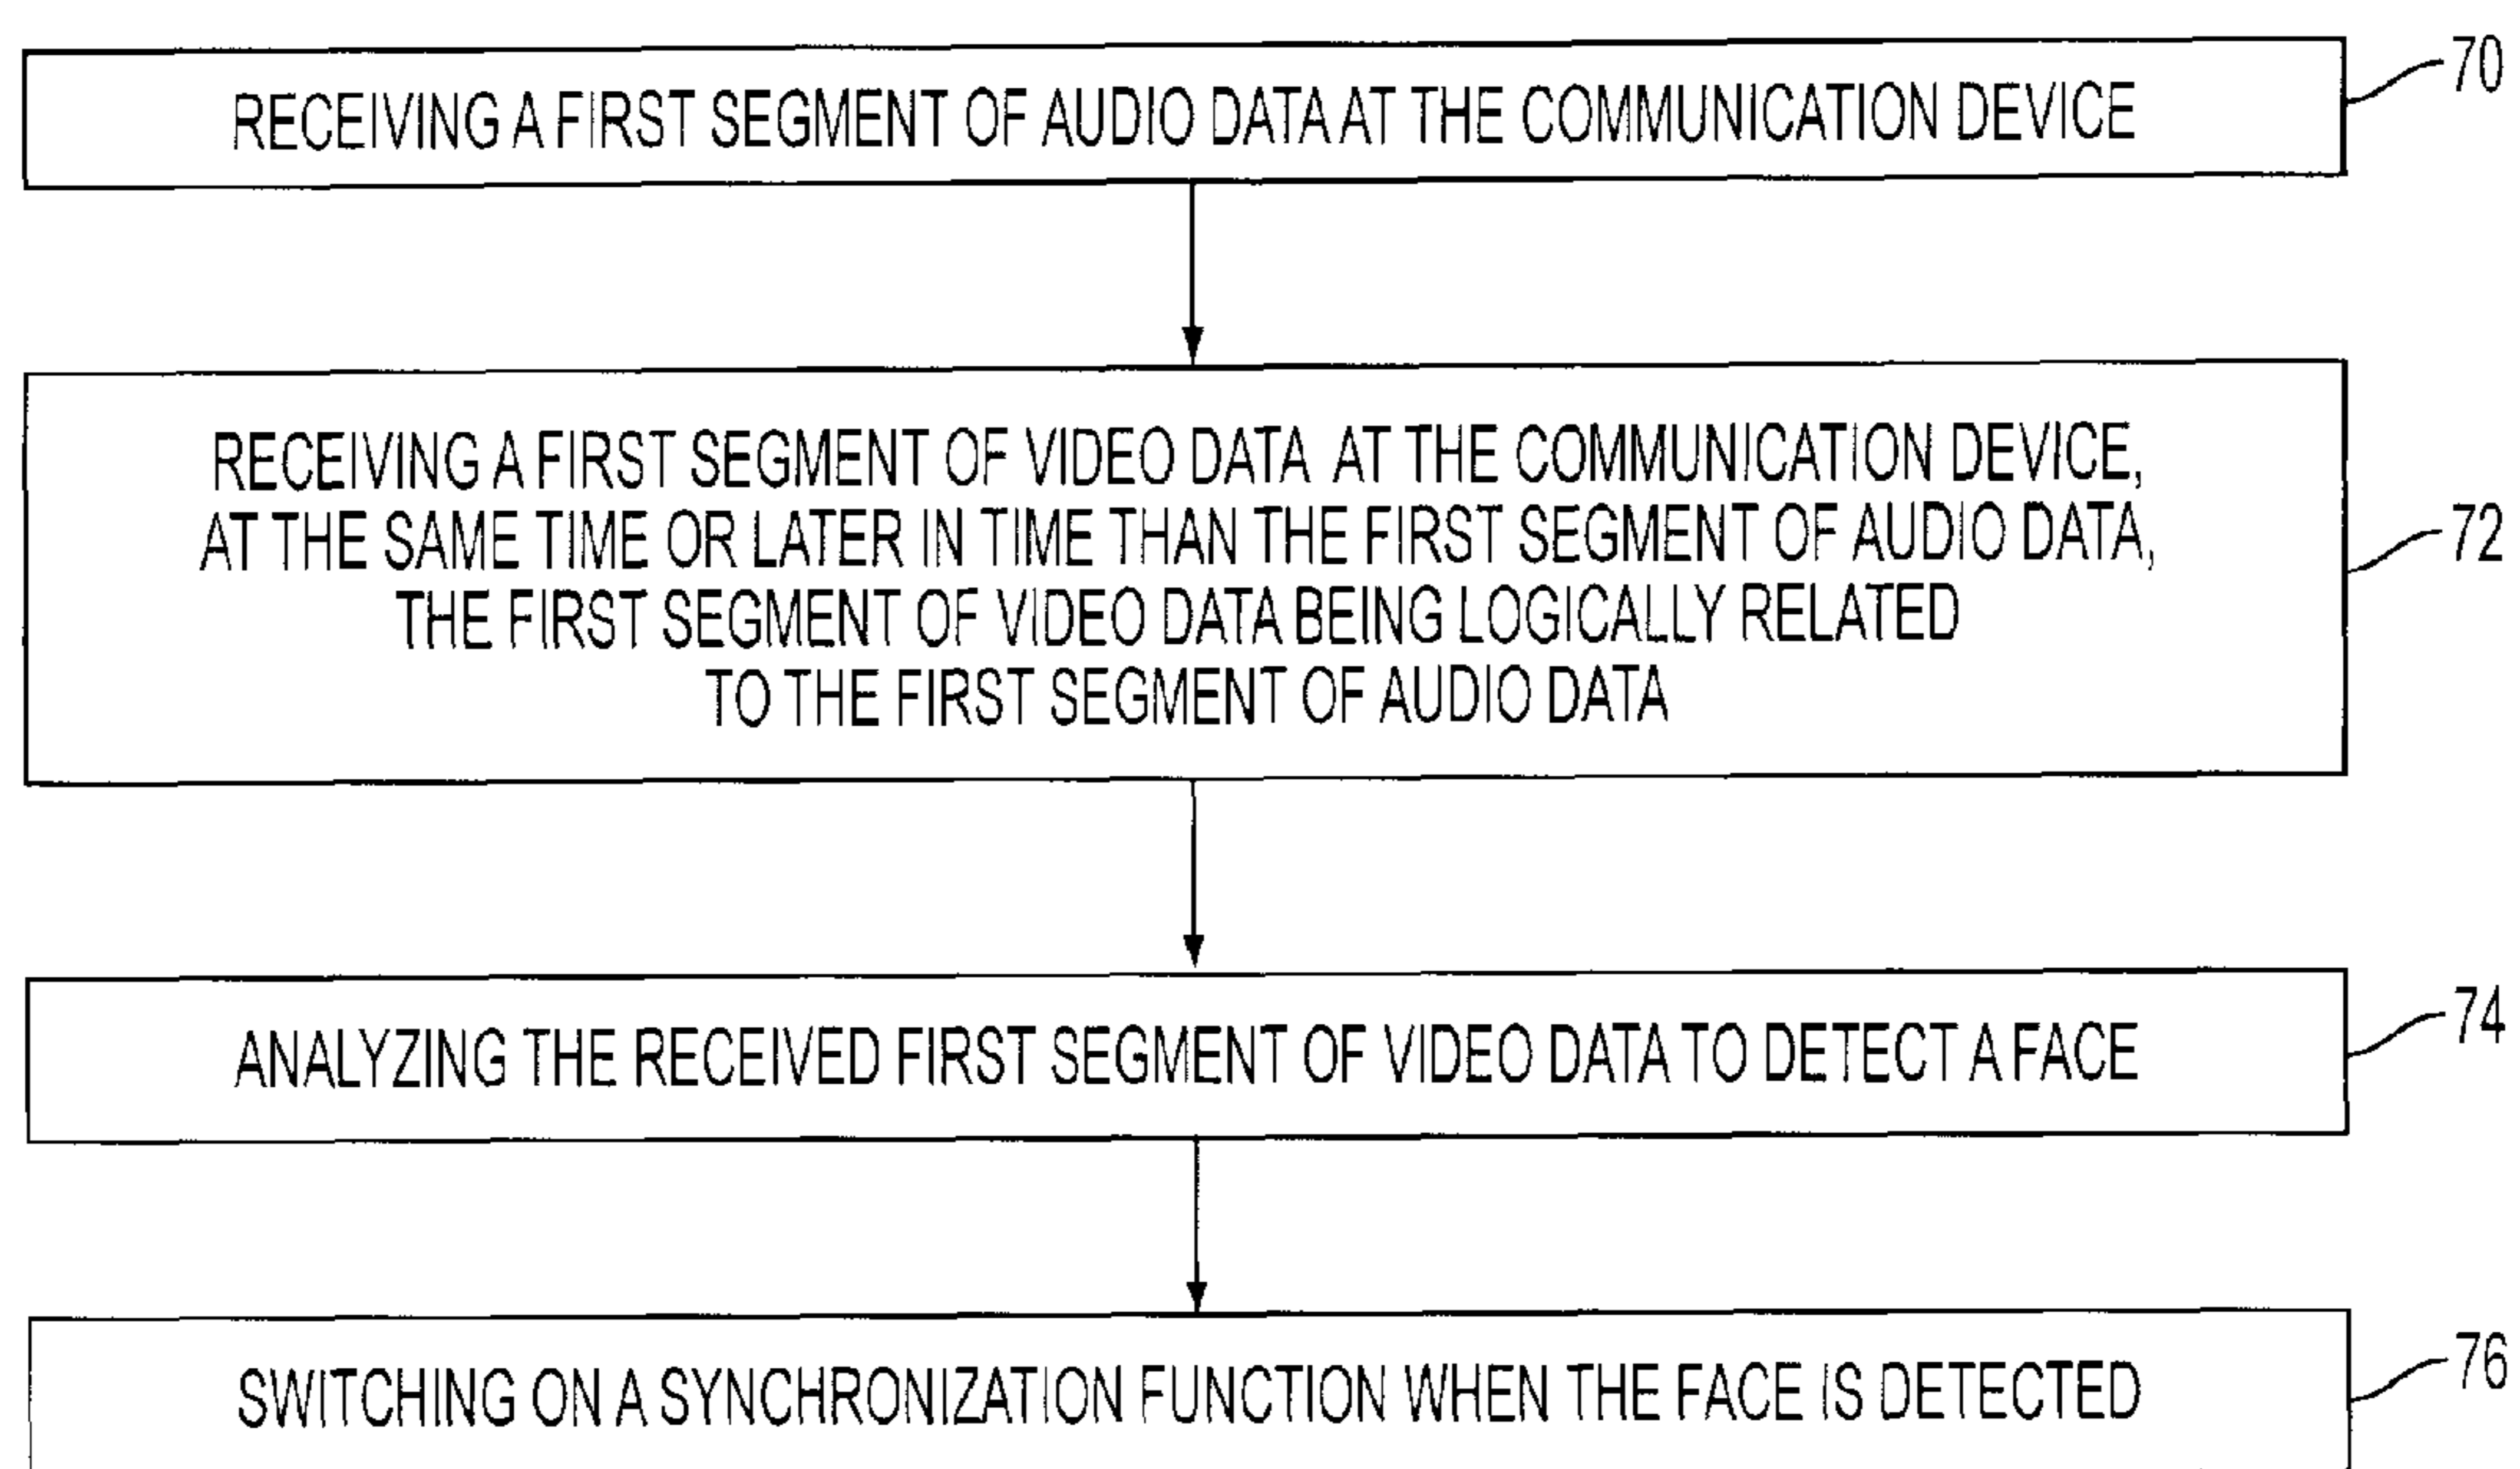 RECEIVING A FIRST SEGMENT OF AUDIO DATA AT THE COMMUNICATION DEVICE
70
RECEIVING A FIRST SEGMENT OF VIDEO DATA AT THE COMMUNICATION DEVICE,
AT THE SAME TIME OR LATER IN TIME THAN THE FIRST SEGMENT OF AUDIO DATA,
THE FIRST SEGMENT OF VIDEO DATA BEING LOGICALLY RELATED
TO THE FIRST SEGMENT OF AUDIO DATA
72
ANALYZING THE RECEIVED FIRST SEGMENT OF VIDEO DATA TO DETECT A FACE
74
SWITCHING ON A SYNCHRONIZATION FUNCTION WHEN THE FACE IS DETECTED
76